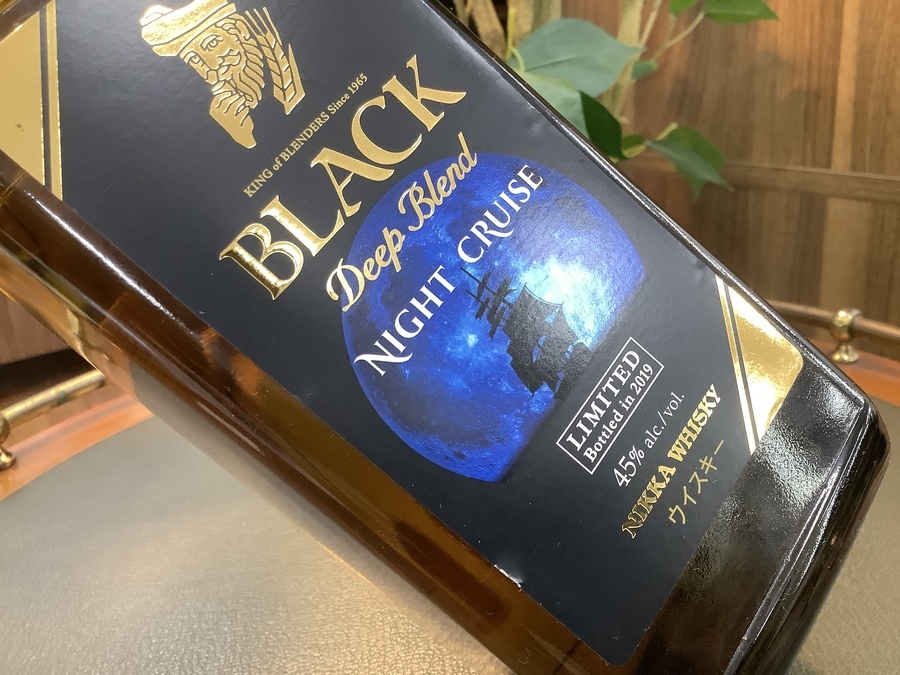 KING of BLENDERS Since 1965
BLACK
Deep Blend
NIGHT CRUISE
LIMITED
Bottled in 2019
45% alc./vol.
NIKKA WHISKY
ウイスキー